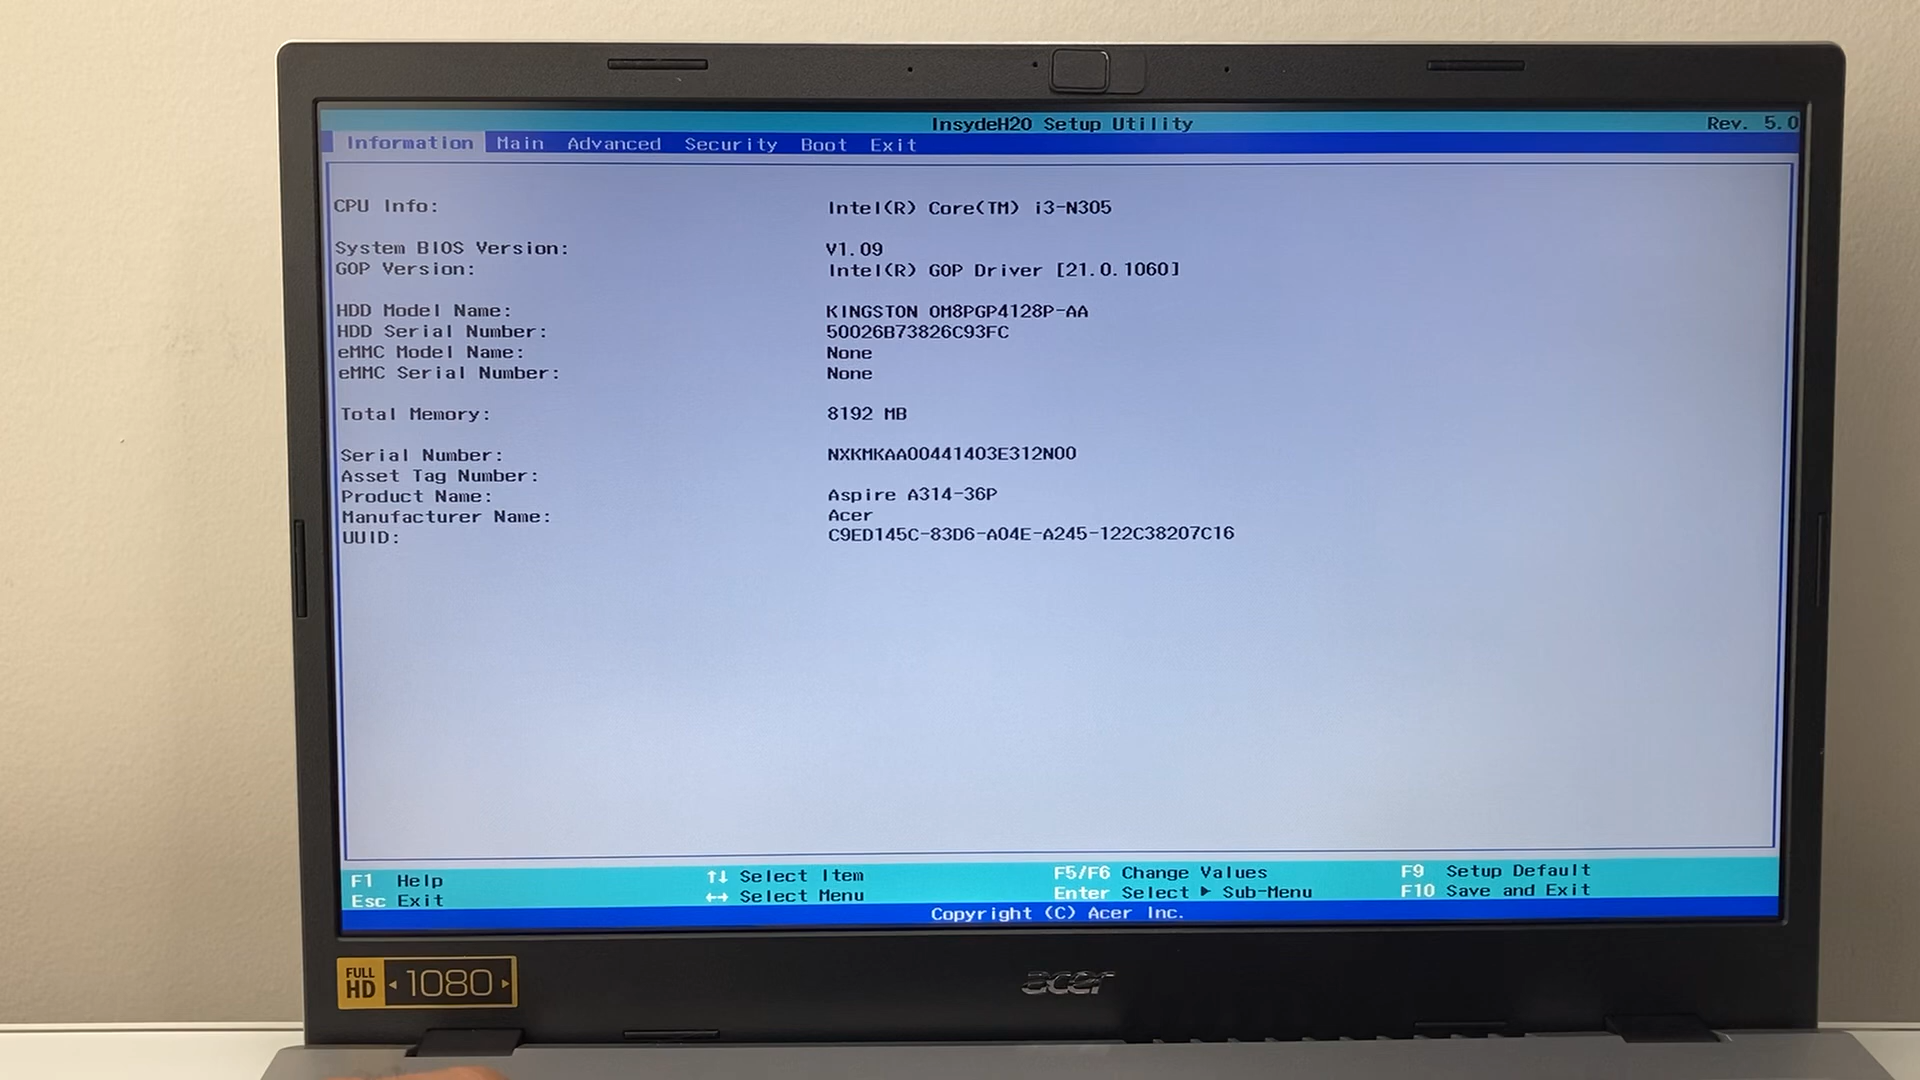 InsydeH20 Setup Utility Rev. 5.0
Information Main Advanced Security Boot Exit
CPU Info: Intel(R) Core(TM) i3-N305
System BIOS Version: V1.09
GOP Version: Intel(R) GOP Driver [21.0.1060]
HDD Model Name: KINGSTON OM8PGP4128P-AA
HDD Serial Number: 50026B73826C93FC
eMMC Model Name: None
eMMC Serial Number: None
Total Memory: 8192 MB
Serial Number: NXKMKAA00441403E312N00
Asset Tag Number:
Product Name: Aspire A314-36P
Manufacturer Name: Acer
UUID: C9ED145C-83D6-A04E-A245-122C38207C16
F1 Help ↑↓ Select Item F5/F6 Change Values F9 Setup Default
Esc Exit ↔ Select Menu Enter Select ▶ Sub-Menu F10 Save and Exit
Copyright (C) Acer Inc.
FULL HD 1080
acer